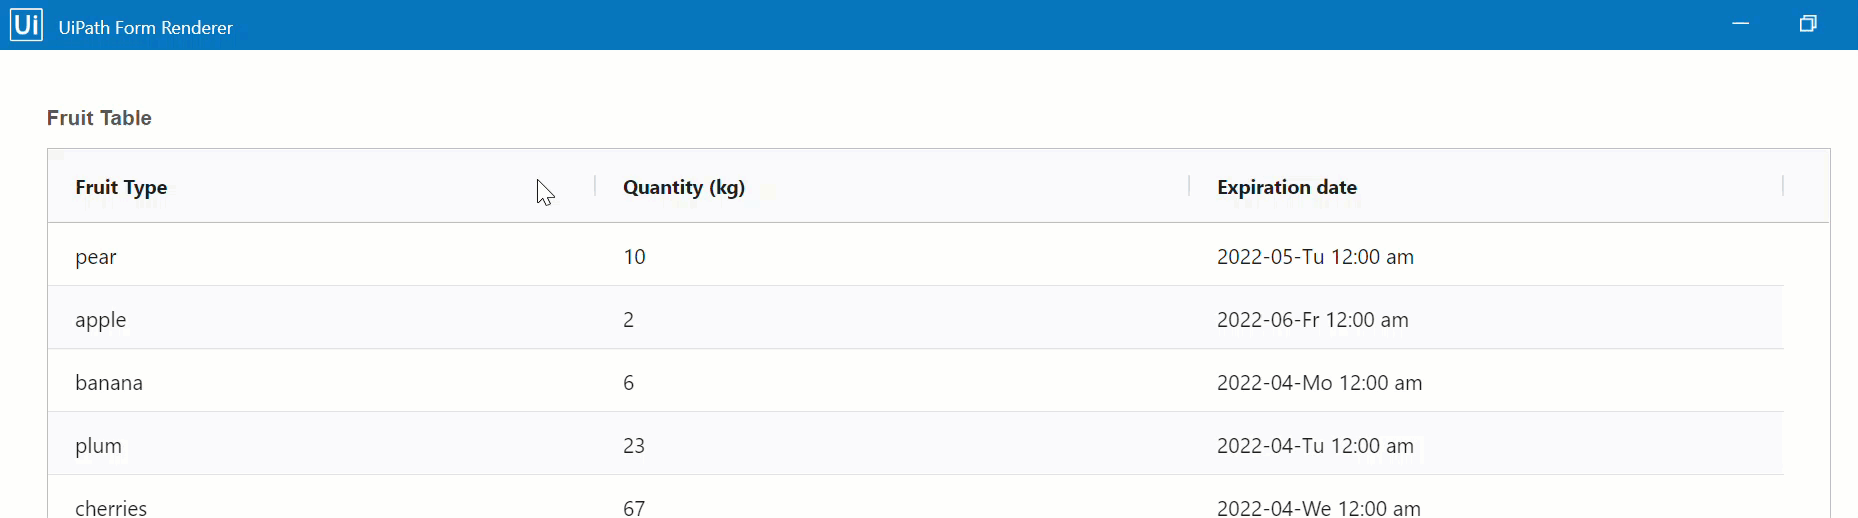 Ui UiPath Form Renderer
Fruit Table
Fruit Type Quantity (kg) Expiration date
pear 10 2022-05-Tu 12:00 am
apple 2 2022-06-Fr 12:00 am
banana 6 2022-04-Mo 12:00 am
plum 23 2022-04-Tu 12:00 am
cherries 67 2022-04-We 12:00 am